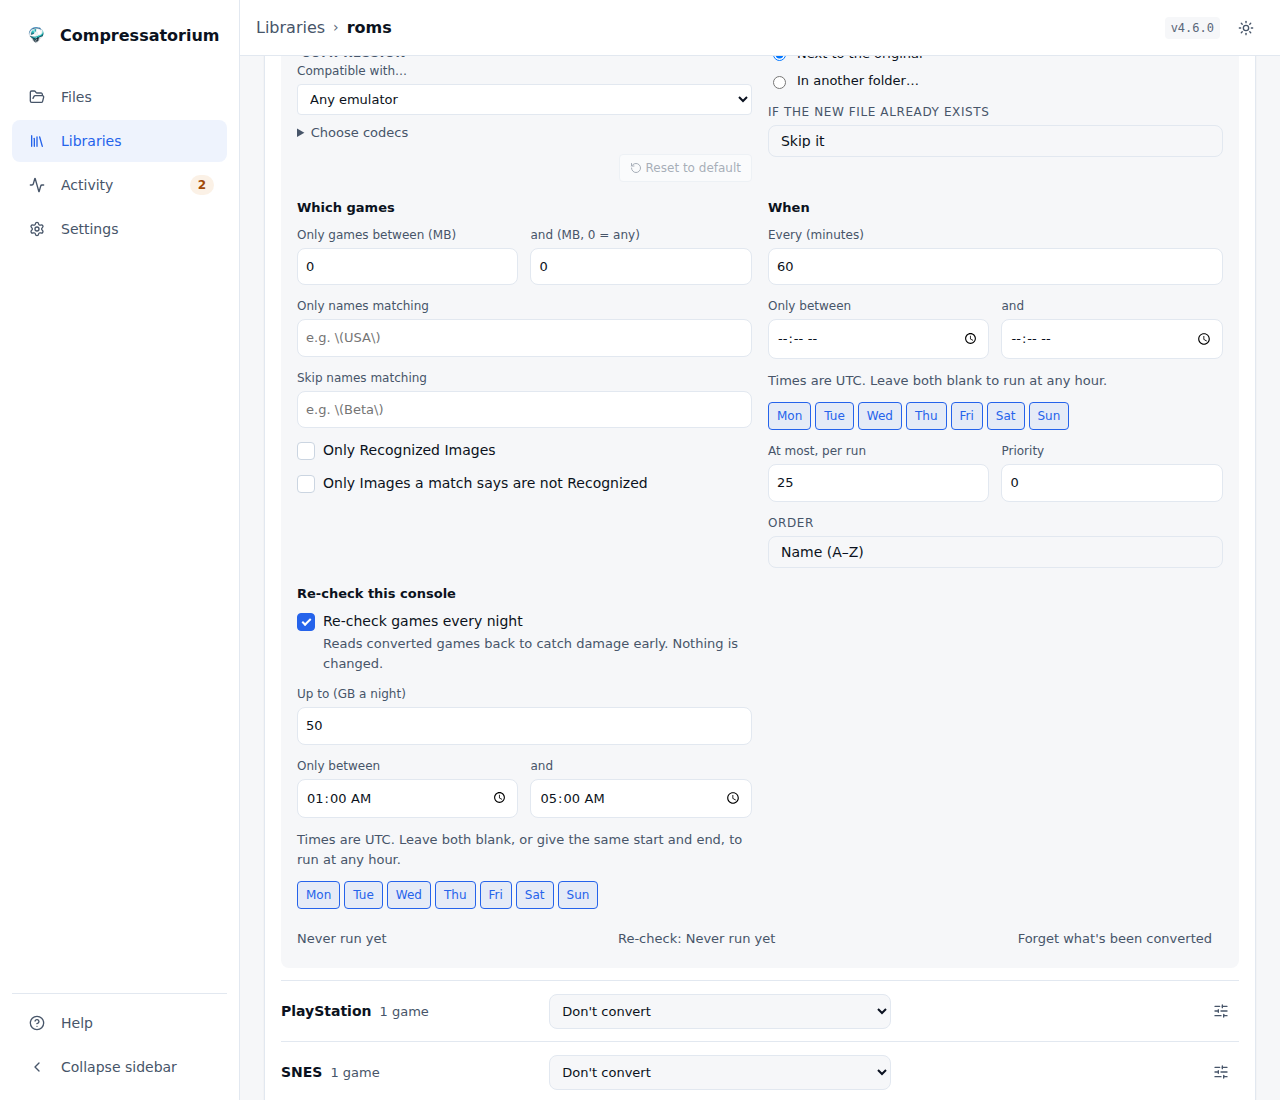 Compressatorium
Libraries › roms
v4.6.0
Files
Libraries
Activity 2
Settings
Help
Collapse sidebar
Compatible with…
Any emulator
Choose codecs
Reset to default
In another folder…
IF THE NEW FILE ALREADY EXISTS
Skip it
Which games
Only games between (MB)
and (MB, 0 = any)
0
0
Only names matching
e.g. \(USA\)
Skip names matching
e.g. \(Beta\)
Only Recognized Images
Only Images a match says are not Recognized
When
Every (minutes)
60
Only between
and
--:-- --
--:-- --
Times are UTC. Leave both blank to run at any hour.
Mon Tue Wed Thu Fri Sat Sun
At most, per run
Priority
25
0
ORDER
Name (A–Z)
Re-check this console
Re-check games every night
Reads converted games back to catch damage early. Nothing is
changed.
Up to (GB a night)
50
Only between
and
01:00 AM
05:00 AM
Times are UTC. Leave both blank, or give the same start and end, to
run at any hour.
Mon Tue Wed Thu Fri Sat Sun
Never run yet
Re-check: Never run yet
Forget what's been converted
PlayStation 1 game
Don't convert
SNES 1 game
Don't convert